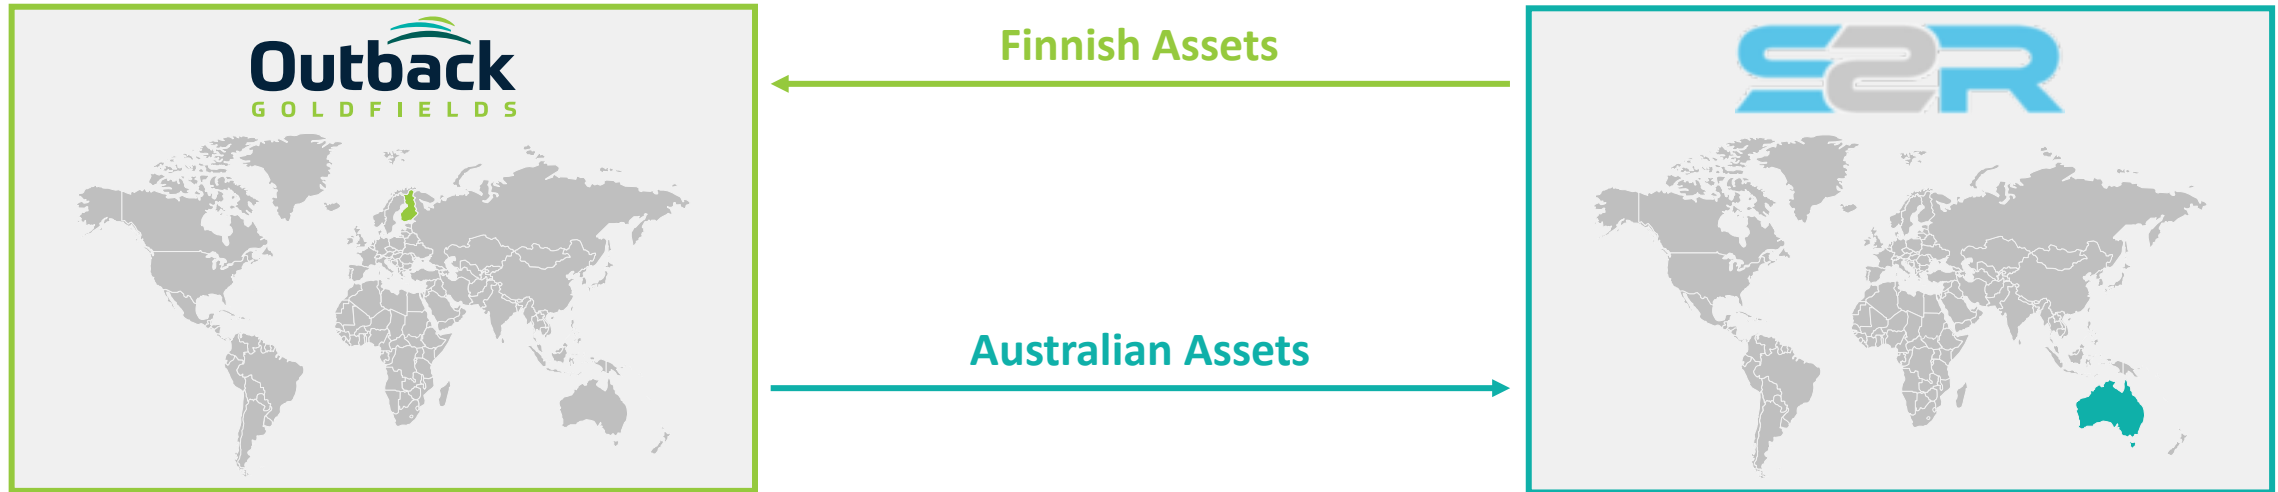 Outback
GOLDFIELDS
Finnish Assets
Australian Assets
S2R